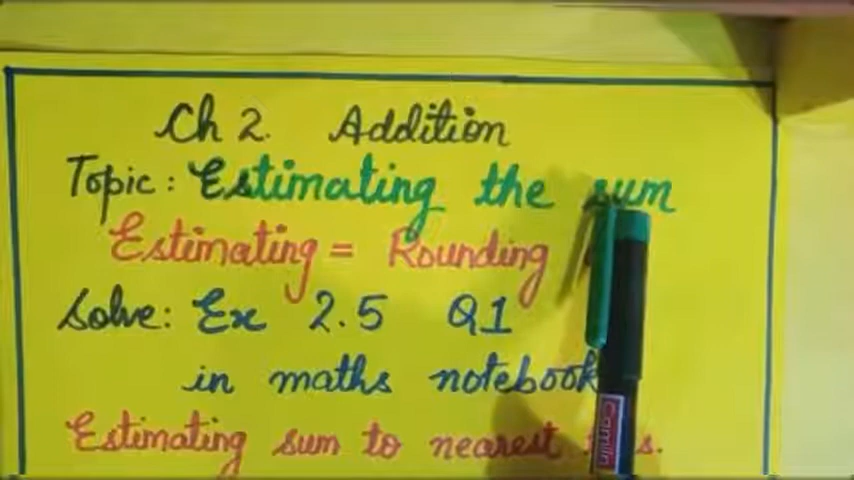 Ch 2. Addition
Topic: Estimating the sum
Estimating = Rounding
Solve: Ex 2.5 Q1
in maths notebook
Estimating sum to nearest
Camlin